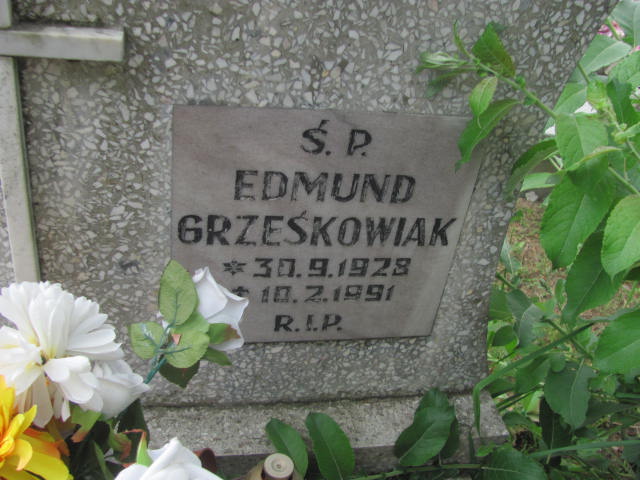 Ś. P.
EDMUND
GRZEŚKOWIAK
* 30.9.1928
† 10.2.1991
R.I.P.